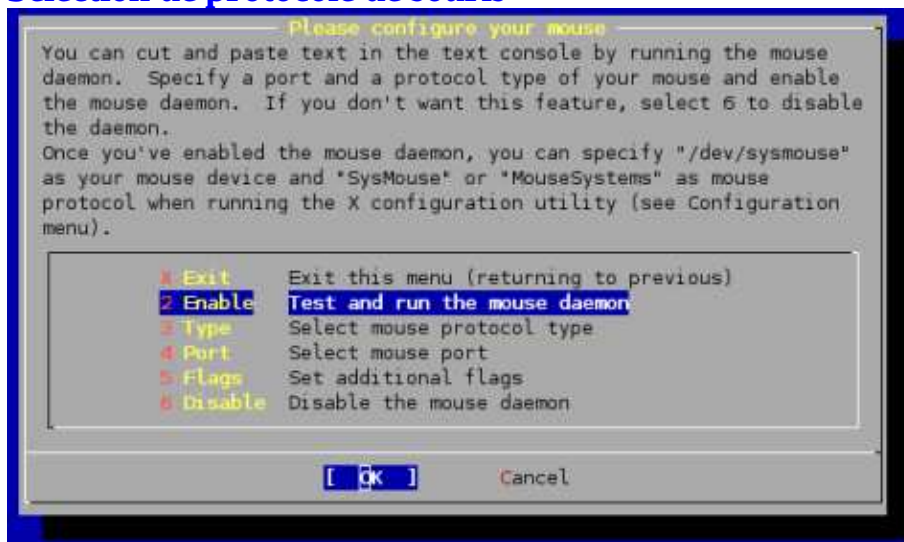 Please configure your mouse
You can cut and paste text in the text console by running the mouse
daemon. Specify a port and a protocol type of your mouse and enable
the mouse daemon. If you don't want this feature, select 6 to disable
the daemon.
Once you've enabled the mouse daemon, you can specify "/dev/sysmouse"
as your mouse device and "SysMouse" or "MouseSystems" as mouse
protocol when running the X configuration utility (see Configuration
menu).
X Exit Exit this menu (returning to previous)
2 Enable Test and run the mouse daemon
3 Type Select mouse protocol type
4 Port Select mouse port
5 Flags Set additional flags
6 Disable Disable the mouse daemon
[ OK ] Cancel